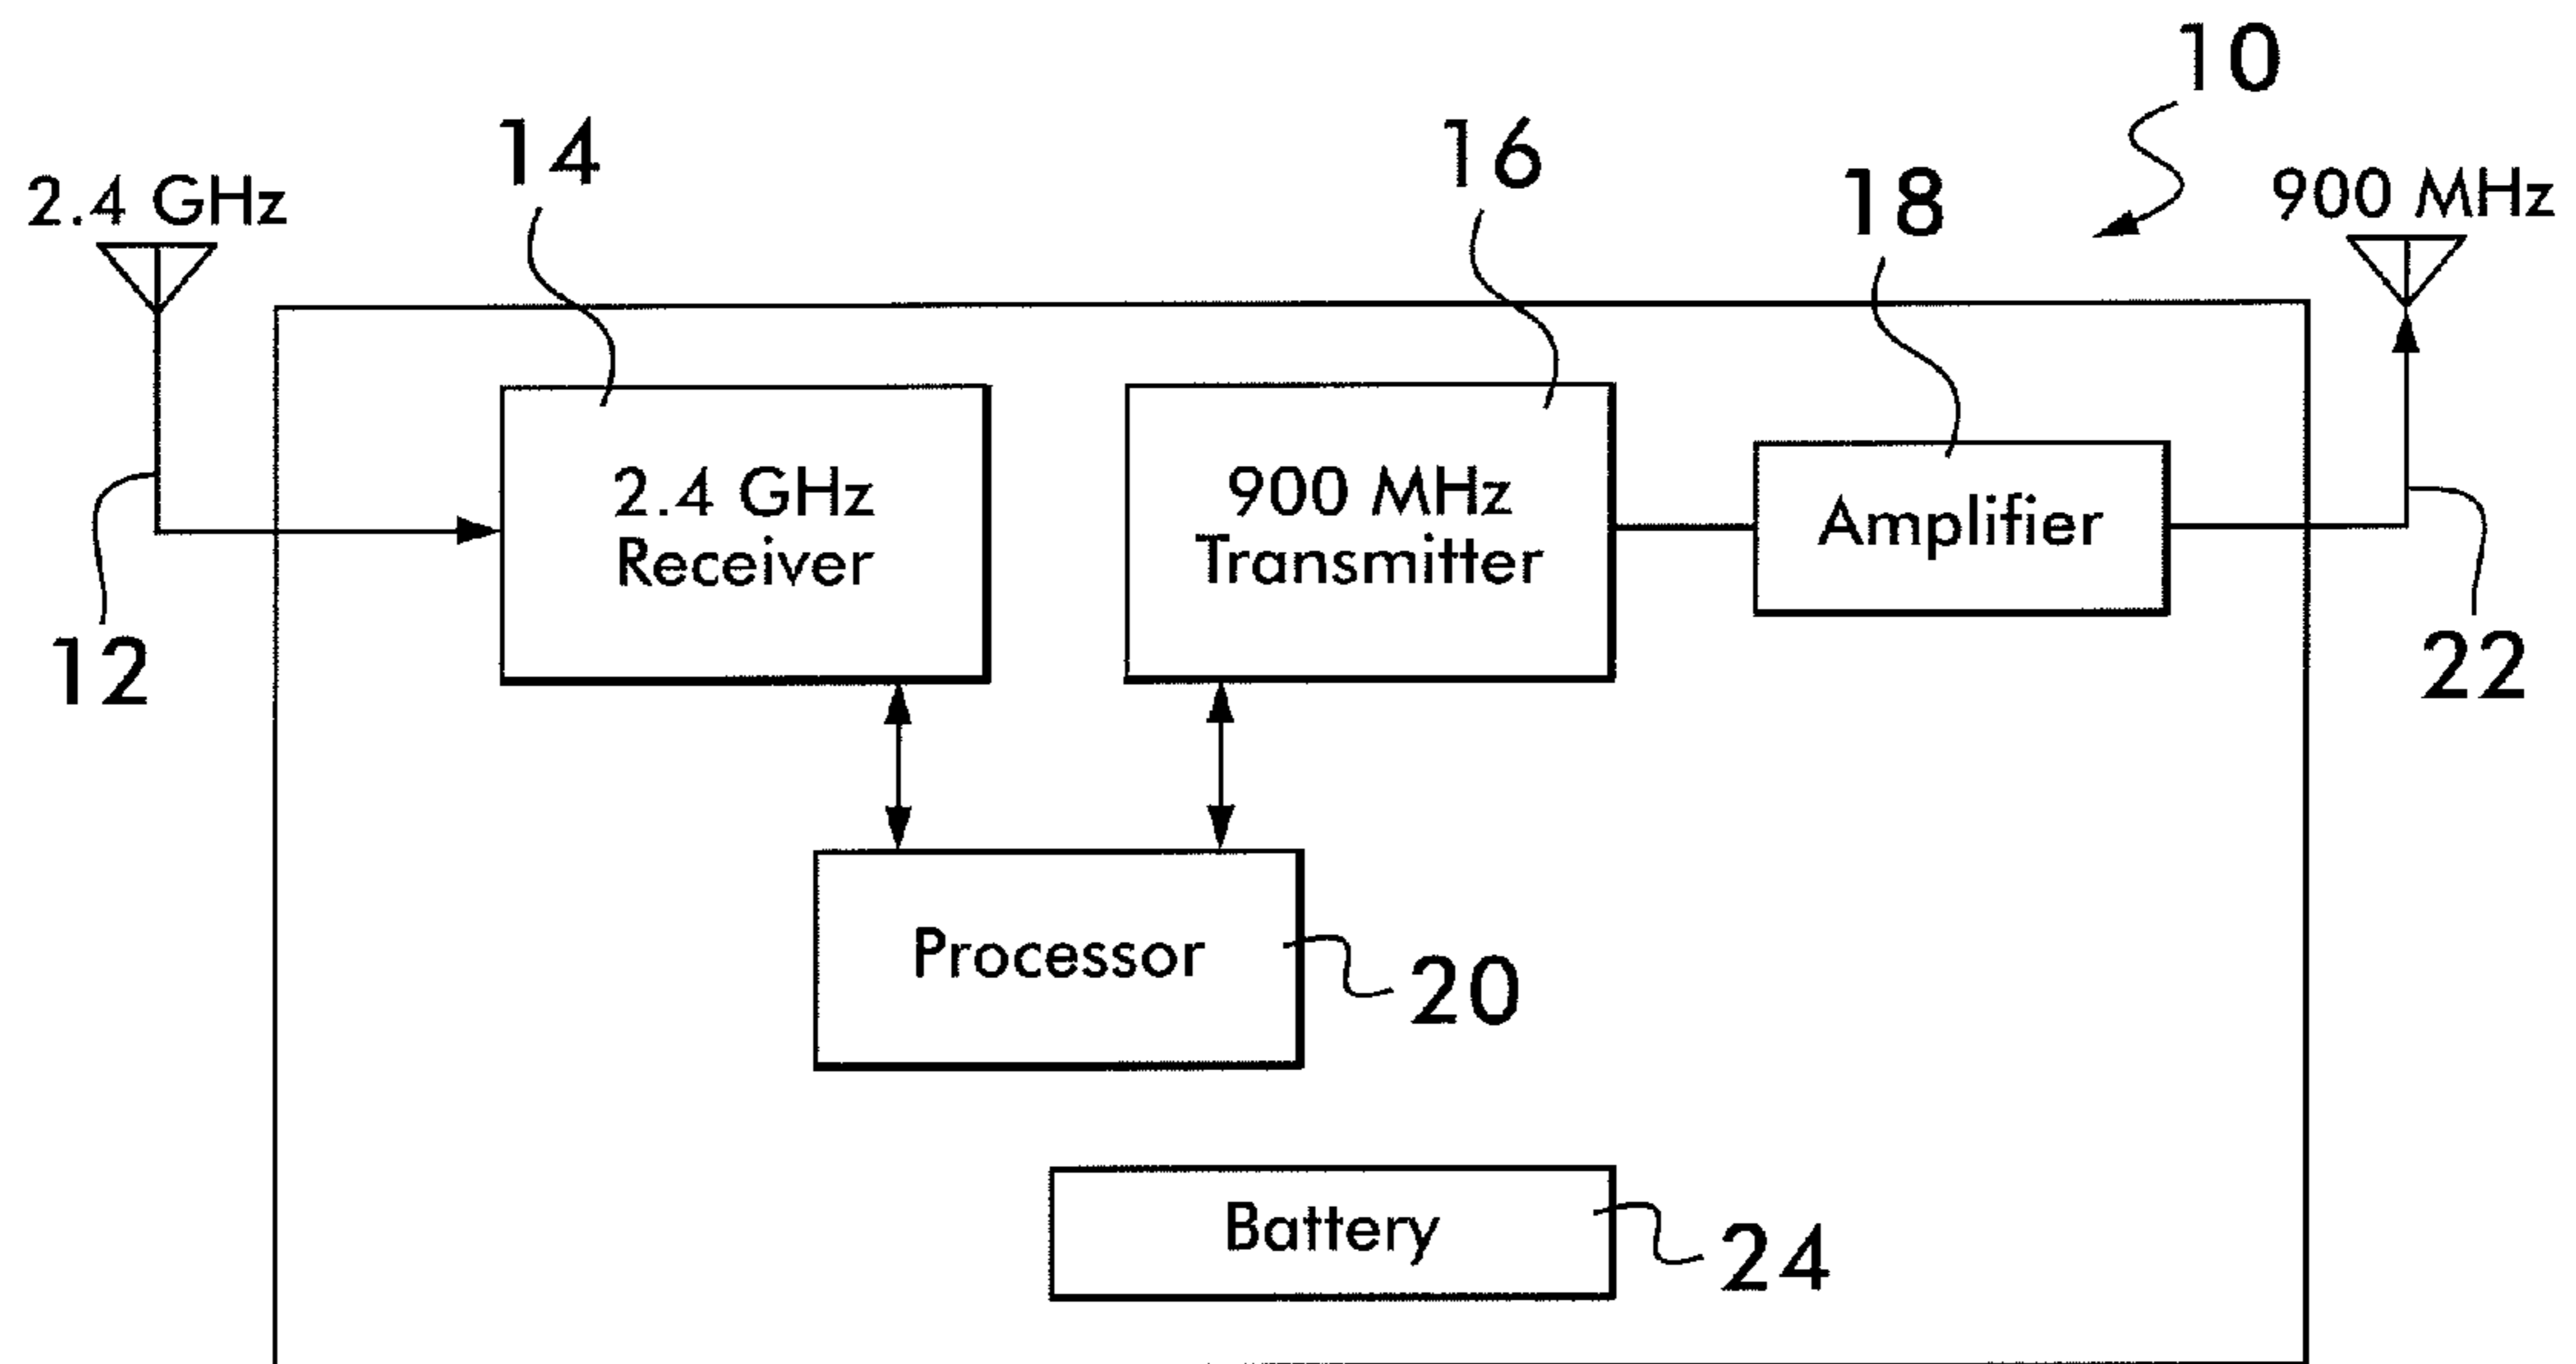 10
14
16
18
2.4 GHz
900 MHz
2.4 GHz
Receiver
900 MHz
Transmitter
Amplifier
12
22
Processor
20
Battery
24